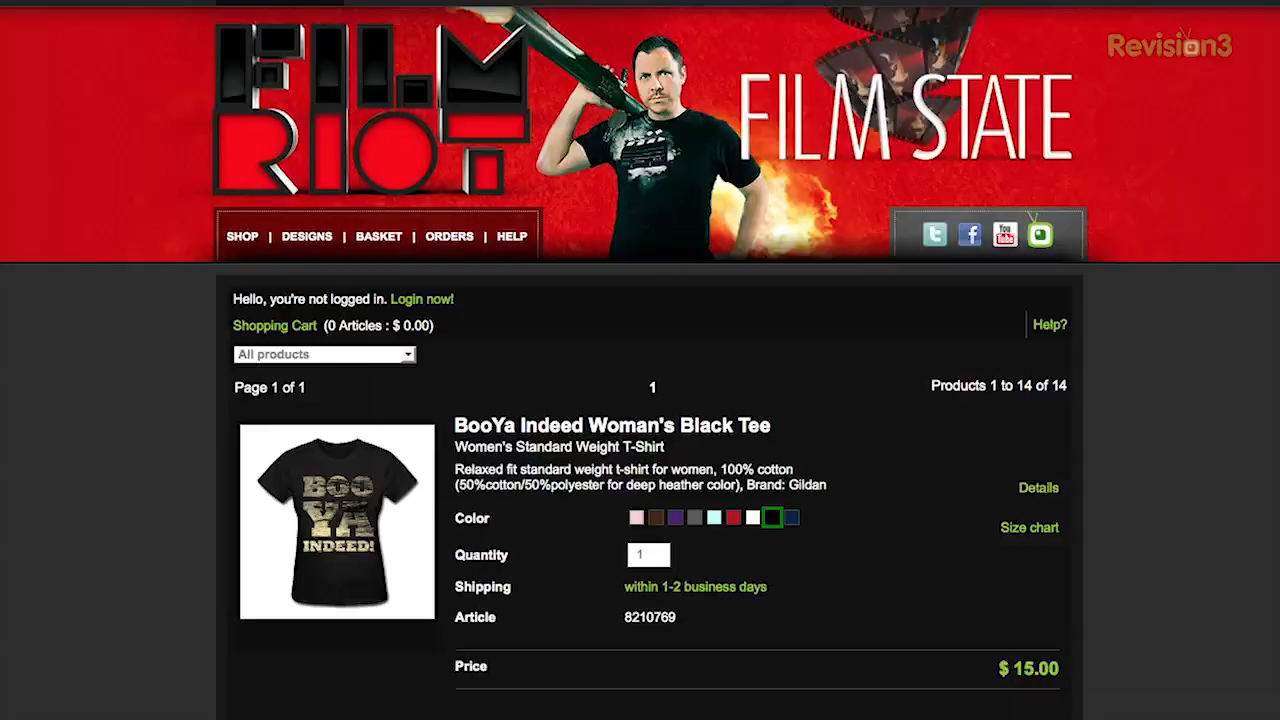 FILM
RIOT
FILM STATE
Revision3
SHOP | DESIGNS | BASKET | ORDERS | HELP
You
Tube
Hello, you're not logged in. Login now!
Shopping Cart (0 Articles : $ 0.00)
Help?
All products
Page 1 of 1
1
Products 1 to 14 of 14
BooYa Indeed Woman's Black Tee
Women's Standard Weight T-Shirt
Relaxed fit standard weight t-shirt for women, 100% cotton
(50%cotton/50%polyester for deep heather color), Brand: Gildan
Details
BOO
YA
INDEED!
Color
Size chart
Quantity 1
Shipping within 1-2 business days
Article 8210769
Price $ 15.00